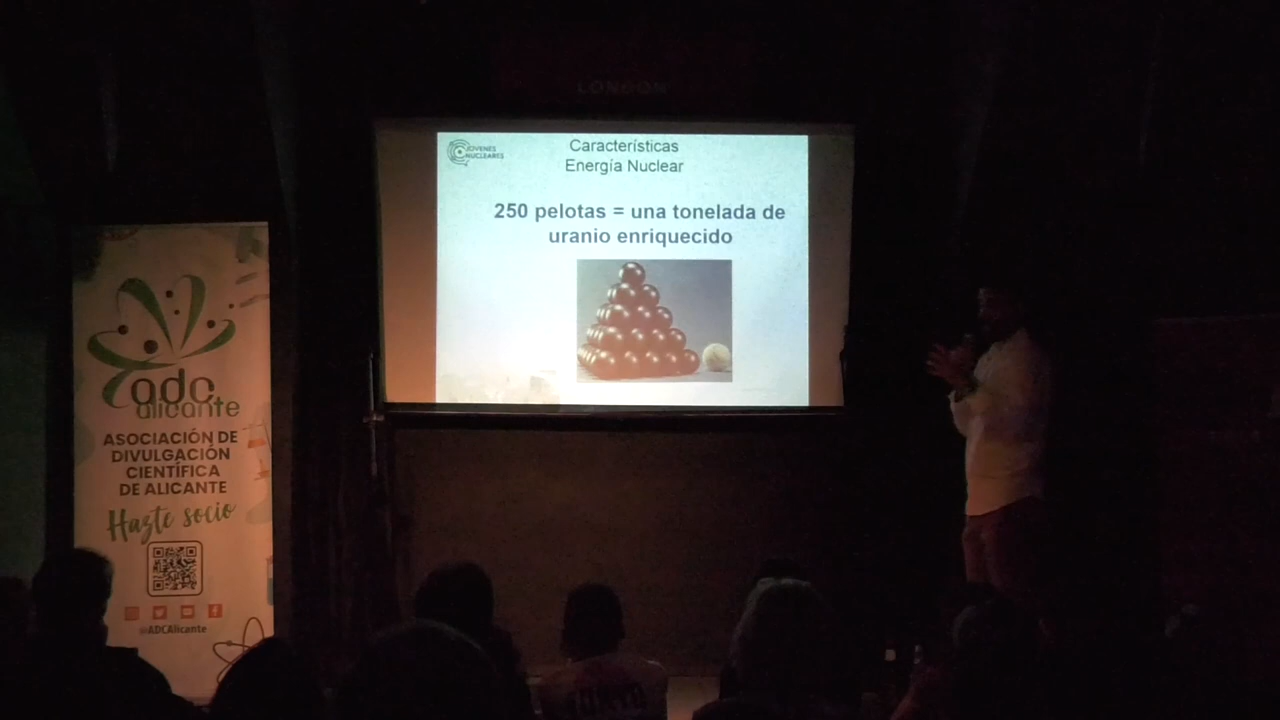 LONDON
JÓVENES
NUCLEARES
Características
Energía Nuclear
250 pelotas = una tonelada de
uranio enriquecido
adc
alicante
ASOCIACIÓN DE
DIVULGACIÓN
CIENTÍFICA
DE ALICANTE
Hazte socio
@ADCAlicante